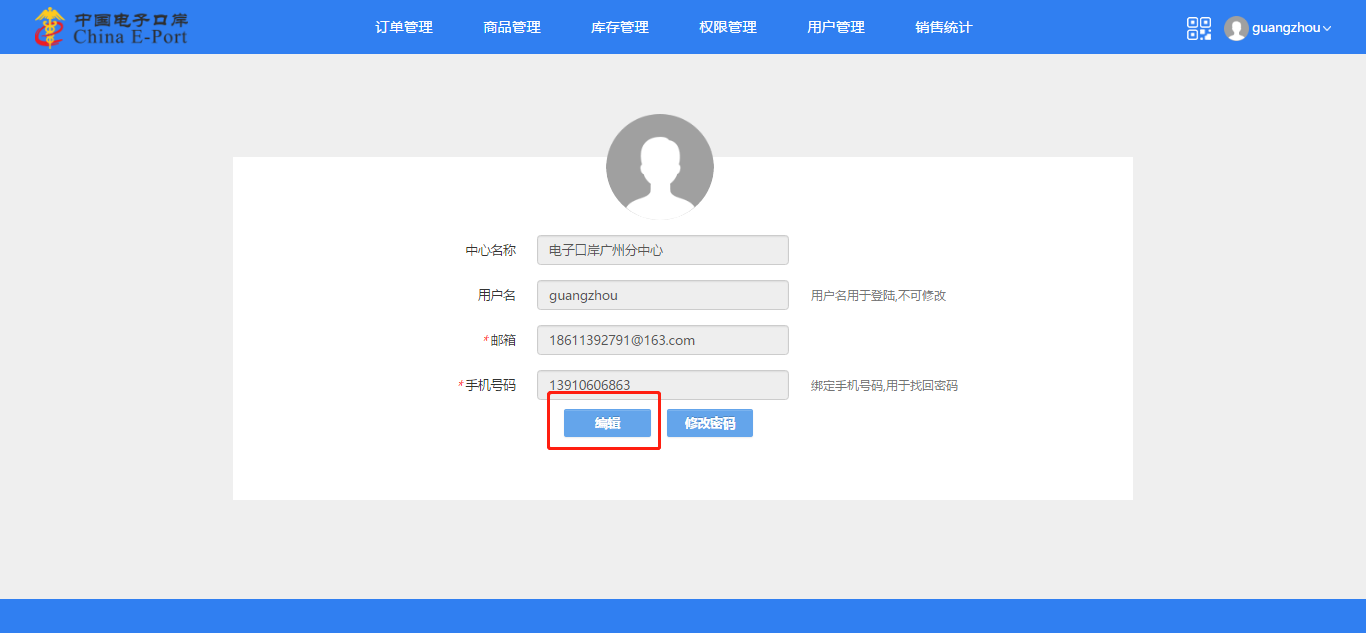 中国电子口岸
China E-Port
订单管理 商品管理 库存管理 权限管理 用户管理 销售统计 guangzhou
中心名称 电子口岸广州分中心
用户名 guangzhou 用户名用于登陆,不可修改
*邮箱 18611392791@163.com
*手机号码 13910606863 绑定手机号码,用于找回密码
编辑 修改密码